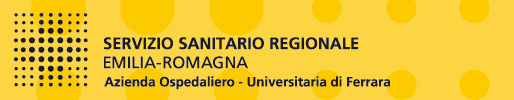 SERVIZIO SANITARIO REGIONALE
EMILIA-ROMAGNA
Azienda Ospedaliero - Universitaria di Ferrara